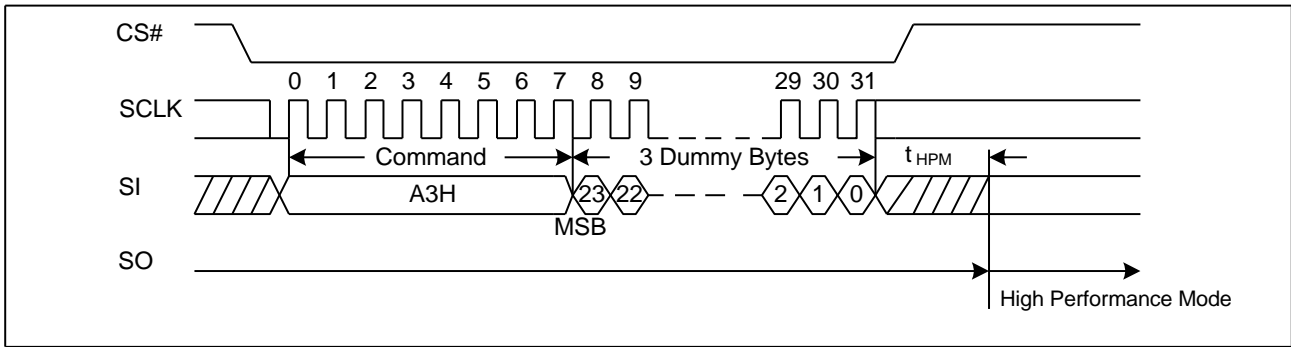 CS#
0 1 2 3 4 5 6 7 8 9 29 30 31
SCLK
Command 3 Dummy Bytes tHPM
SI A3H 23 22 2 1 0
MSB
SO
High Performance Mode